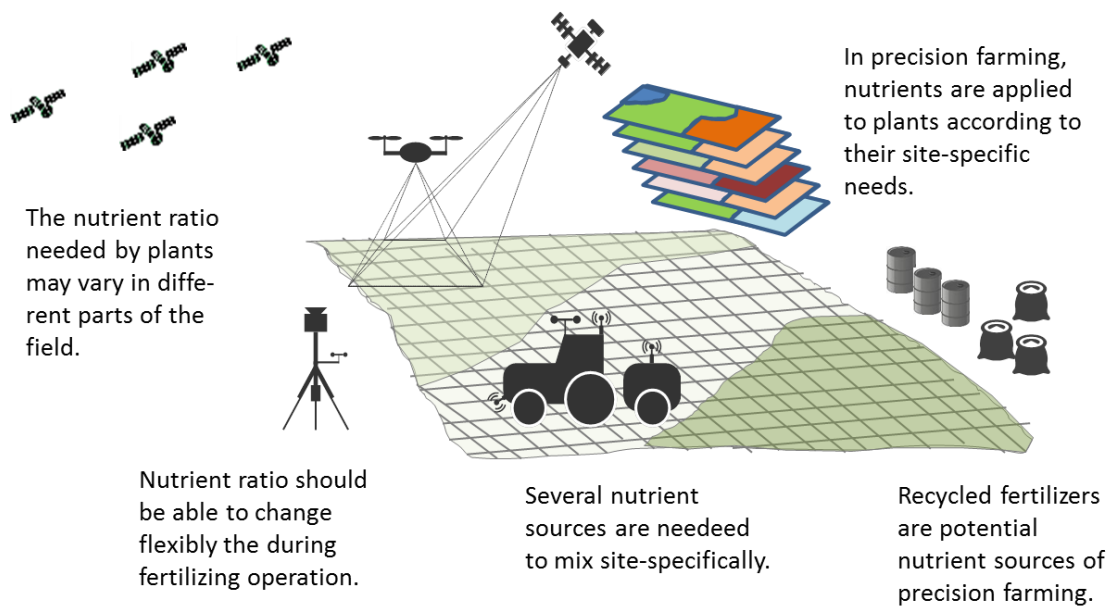 In precision farming,
nutrients are applied
to plants according to
their site-specific
needs.
The nutrient ratio
needed by plants
may vary in diffe-
rent parts of the
field.
Nutrient ratio should
be able to change
flexibly the during
fertilizing operation.
Several nutrient
sources are needeed
to mix site-specifically.
Recycled fertilizers
are potential
nutrient sources of
precision farming.